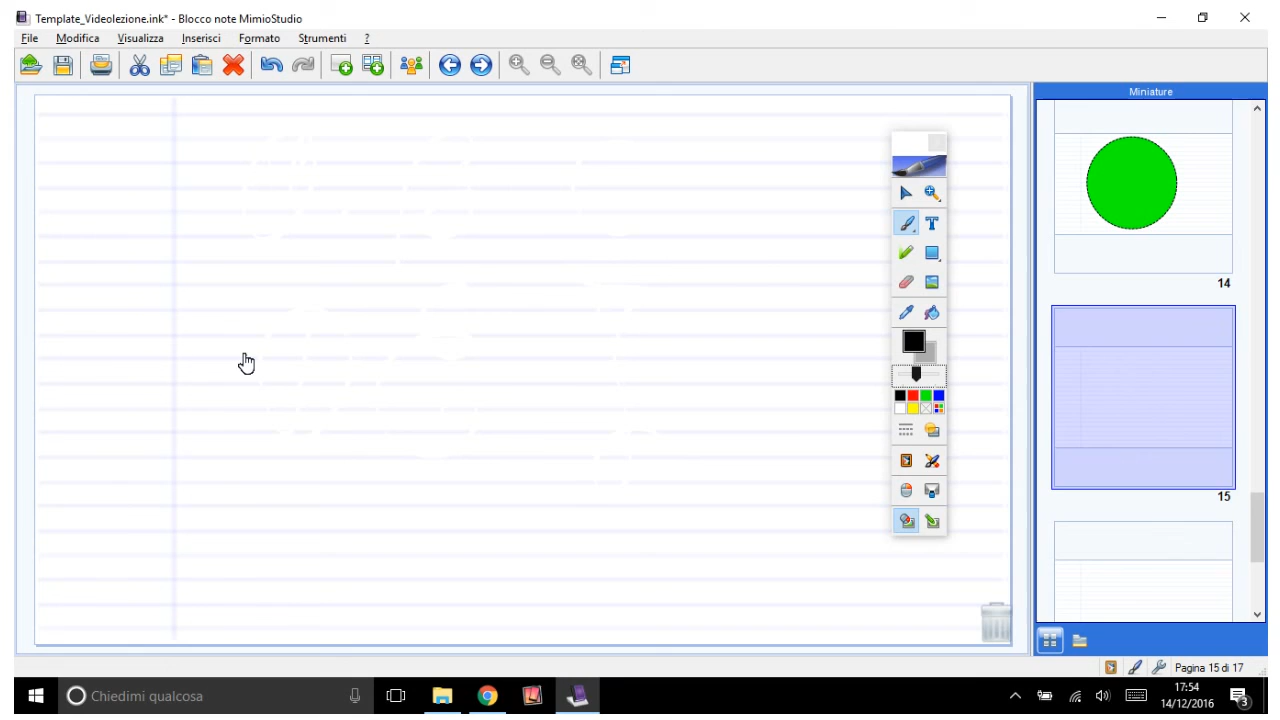 Template_Videolezione.ink* - Blocco note MimioStudio
File Modifica Visualizza Inserisci Formato Strumenti ?
Miniature
14
15
Pagina 15 di 17
Chiedimi qualcosa
17:54
14/12/2016
3